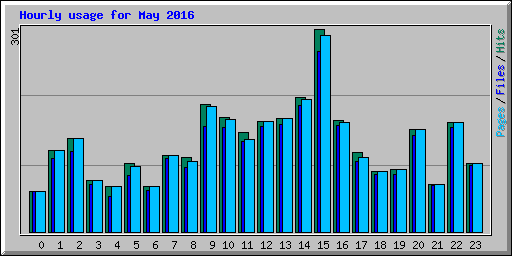 Hourly usage for May 2016
301
Pages/Files/Hits
0 1 2 3 4 5 6 7 8 9 10 11 12 13 14 15 16 17 18 19 20 21 22 23